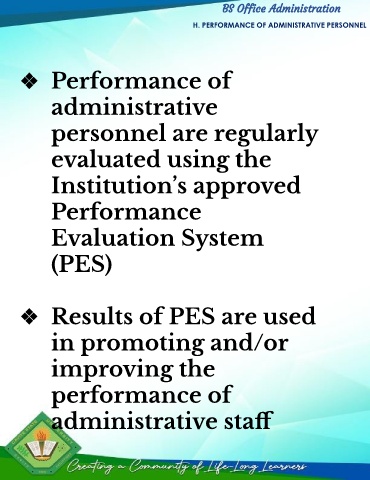 BS Office Administration
H. PERFORMANCE OF ADMINISTRATIVE PERSONNEL
❖ Performance of
administrative
personnel are regularly
evaluated using the
Institution's approved
Performance
Evaluation System
(PES)
❖ Results of PES are used
in promoting and/or
improving the
performance of
administrative staff
Creating a Community of Life-Long Learners